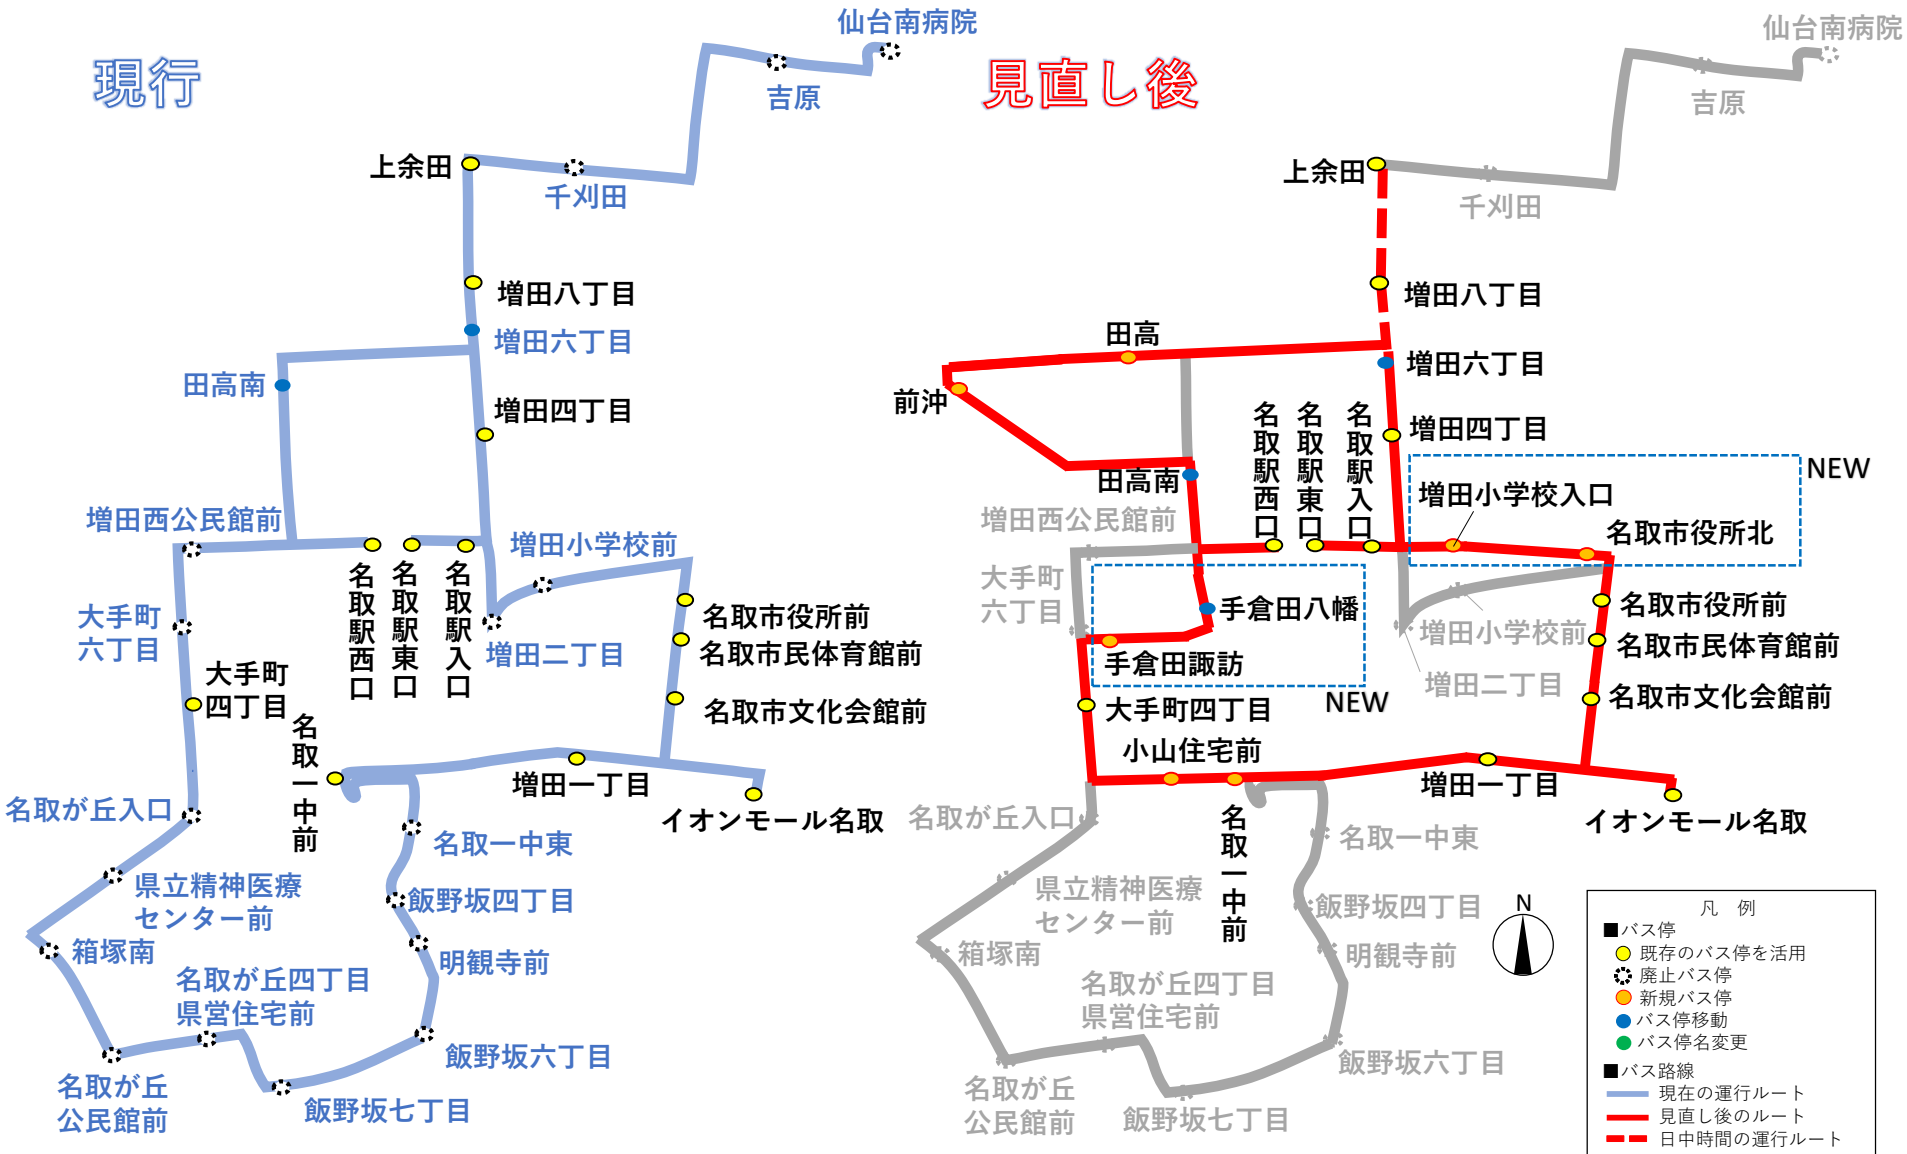 現行
仙台南病院
吉原
上余田
千刈田
増田八丁目
増田六丁目
田高南
増田四丁目
増田西公民館前
増田小学校前
大手町
六丁目
名取駅西口
名取駅東口
名取駅入口
増田二丁目
名取市役所前
名取市民体育館前
名取市文化会館前
大手町
四丁目
名取一中前
増田一丁目
イオンモール名取
名取が丘入口
名取一中東
県立精神医療
センター前
飯野坂四丁目
箱塚南
明観寺前
名取が丘四丁目
県営住宅前
飯野坂六丁目
名取が丘
公民館前
飯野坂七丁目
見直し後
仙台南病院
吉原
上余田
千刈田
増田八丁目
田高
増田六丁目
前沖
名取駅西口
名取駅東口
名取駅入口
増田四丁目
NEW
田高南
増田小学校入口
増田西公民館前
名取市役所北
大手町
六丁目
手倉田八幡
名取市役所前
増田小学校前
名取市民体育館前
手倉田諏訪
増田二丁目
NEW
名取市文化会館前
大手町四丁目
小山住宅前
増田一丁目
イオンモール名取
名取が丘入口
名取一中前
名取一中東
県立精神医療
センター前
飯野坂四丁目
箱塚南
明観寺前
名取が丘四丁目
県営住宅前
飯野坂六丁目
名取が丘
公民館前
飯野坂七丁目
N
凡 例
■バス停
既存のバス停を活用
廃止バス停
新規バス停
バス停移動
バス停名変更
■バス路線
現在の運行ルート
見直し後のルート
日中時間の運行ルート